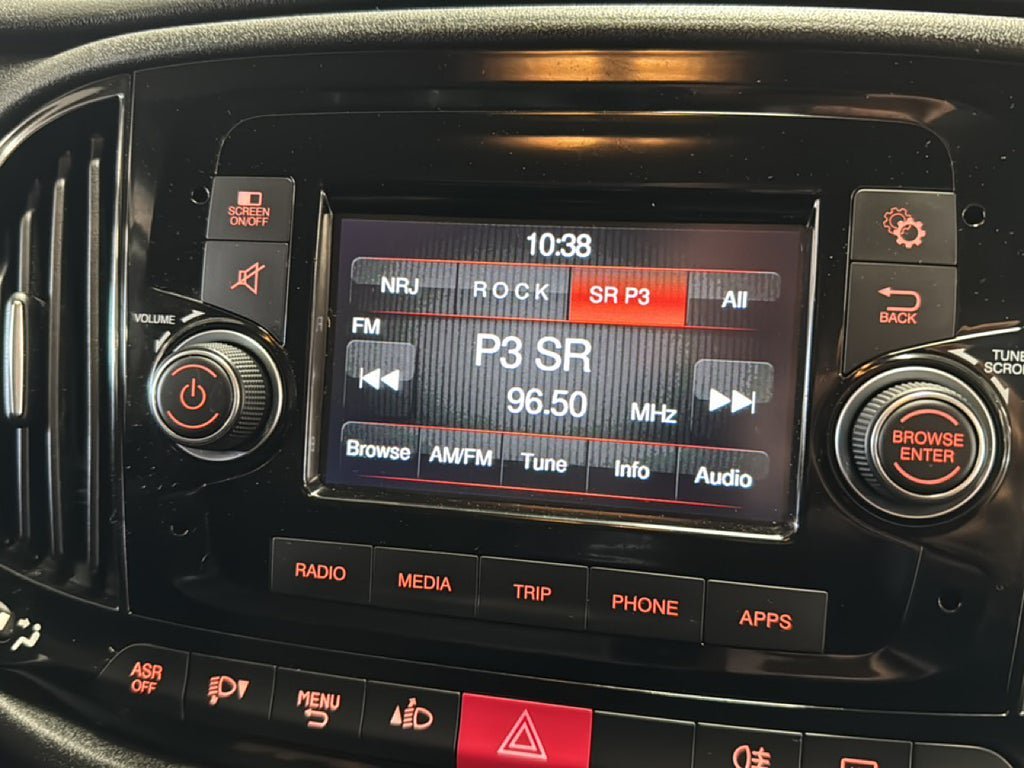 SCREEN
ON/OFF
VOLUME
10:38
NRJ ROCK SR P3 All
FM
P3 SR
96.50 MHz
Browse AM/FM Tune Info Audio
BACK
TUNE
BROWSE
ENTER
RADIO MEDIA TRIP PHONE APPS
ASR
OFF
MENU